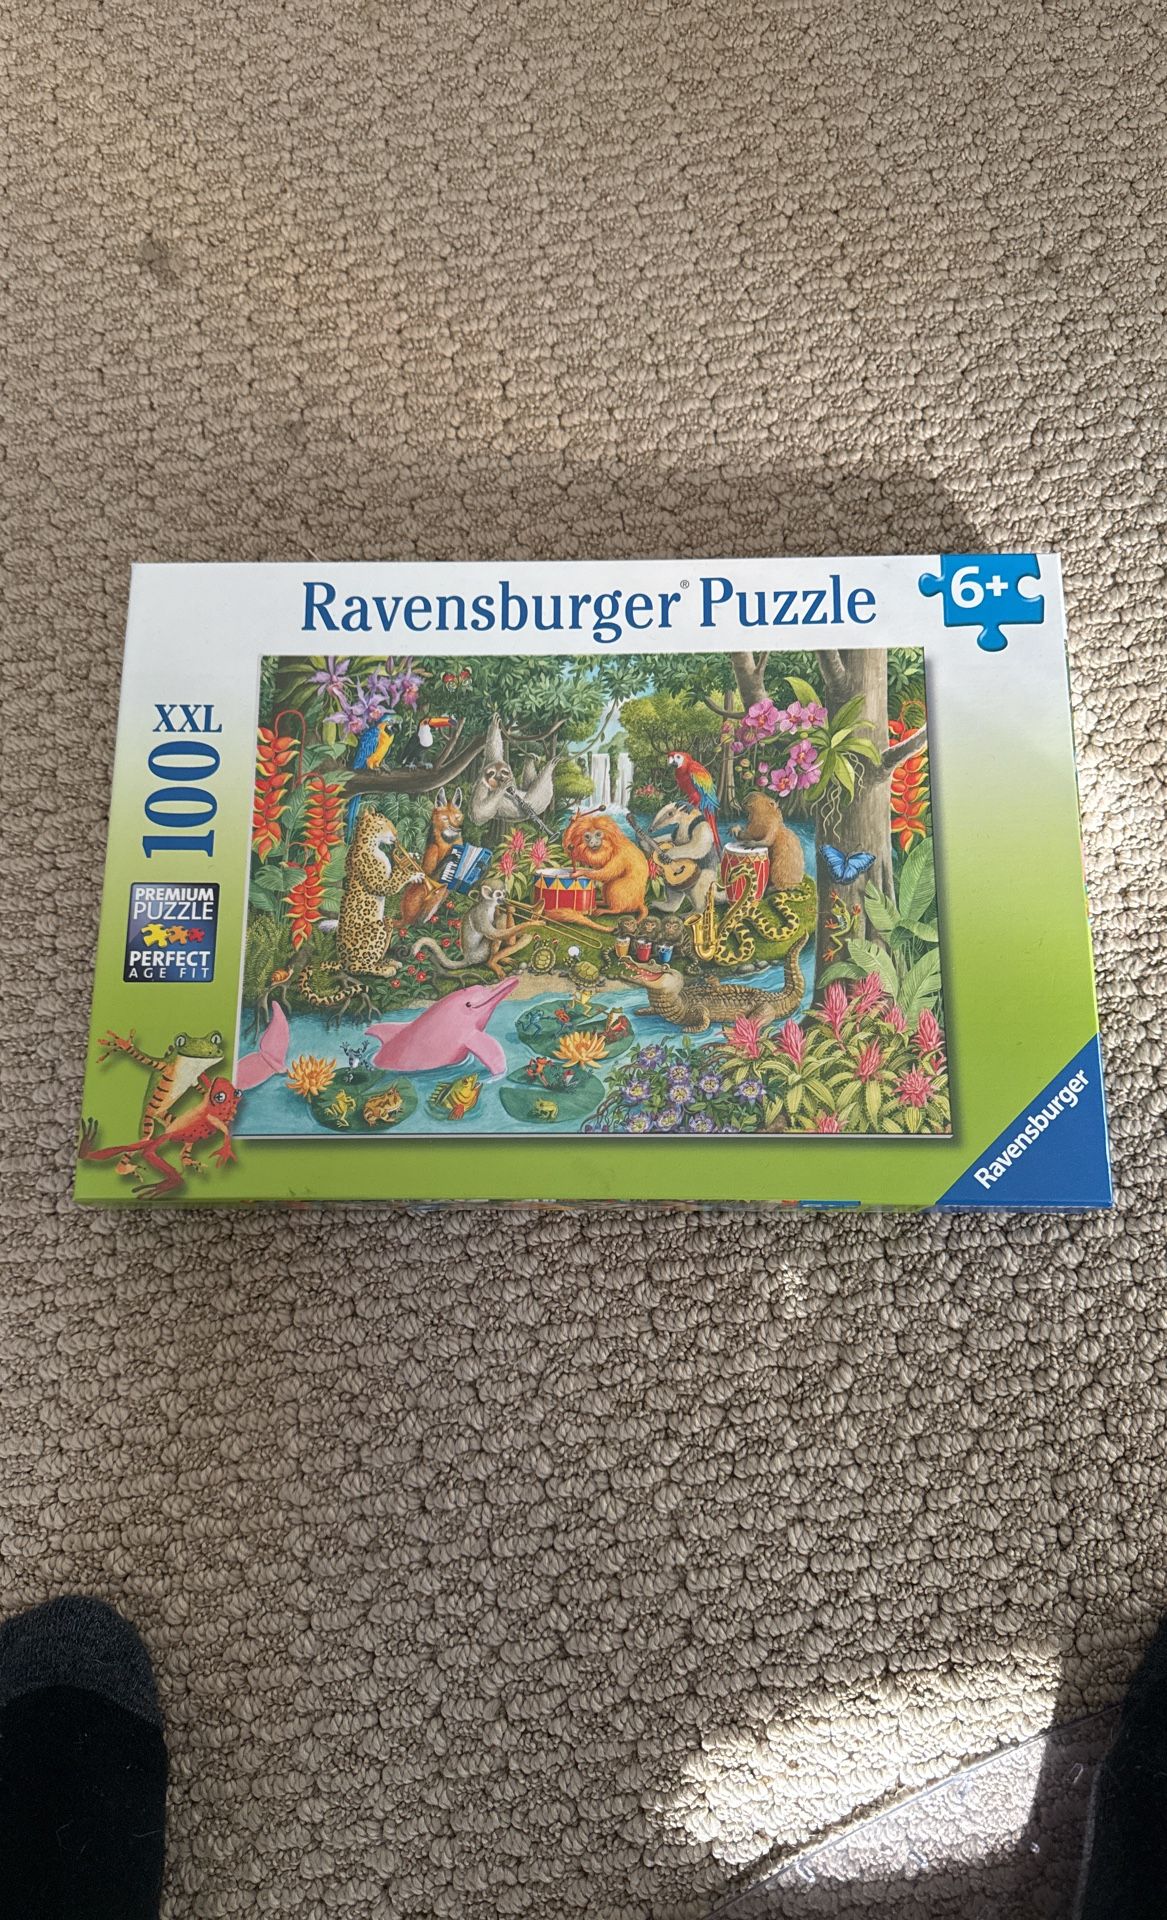 Ravensburger® Puzzle
6+
XXL
100
PREMIUM
PUZZLE
PERFECT
AGE FIT
Ravensburger